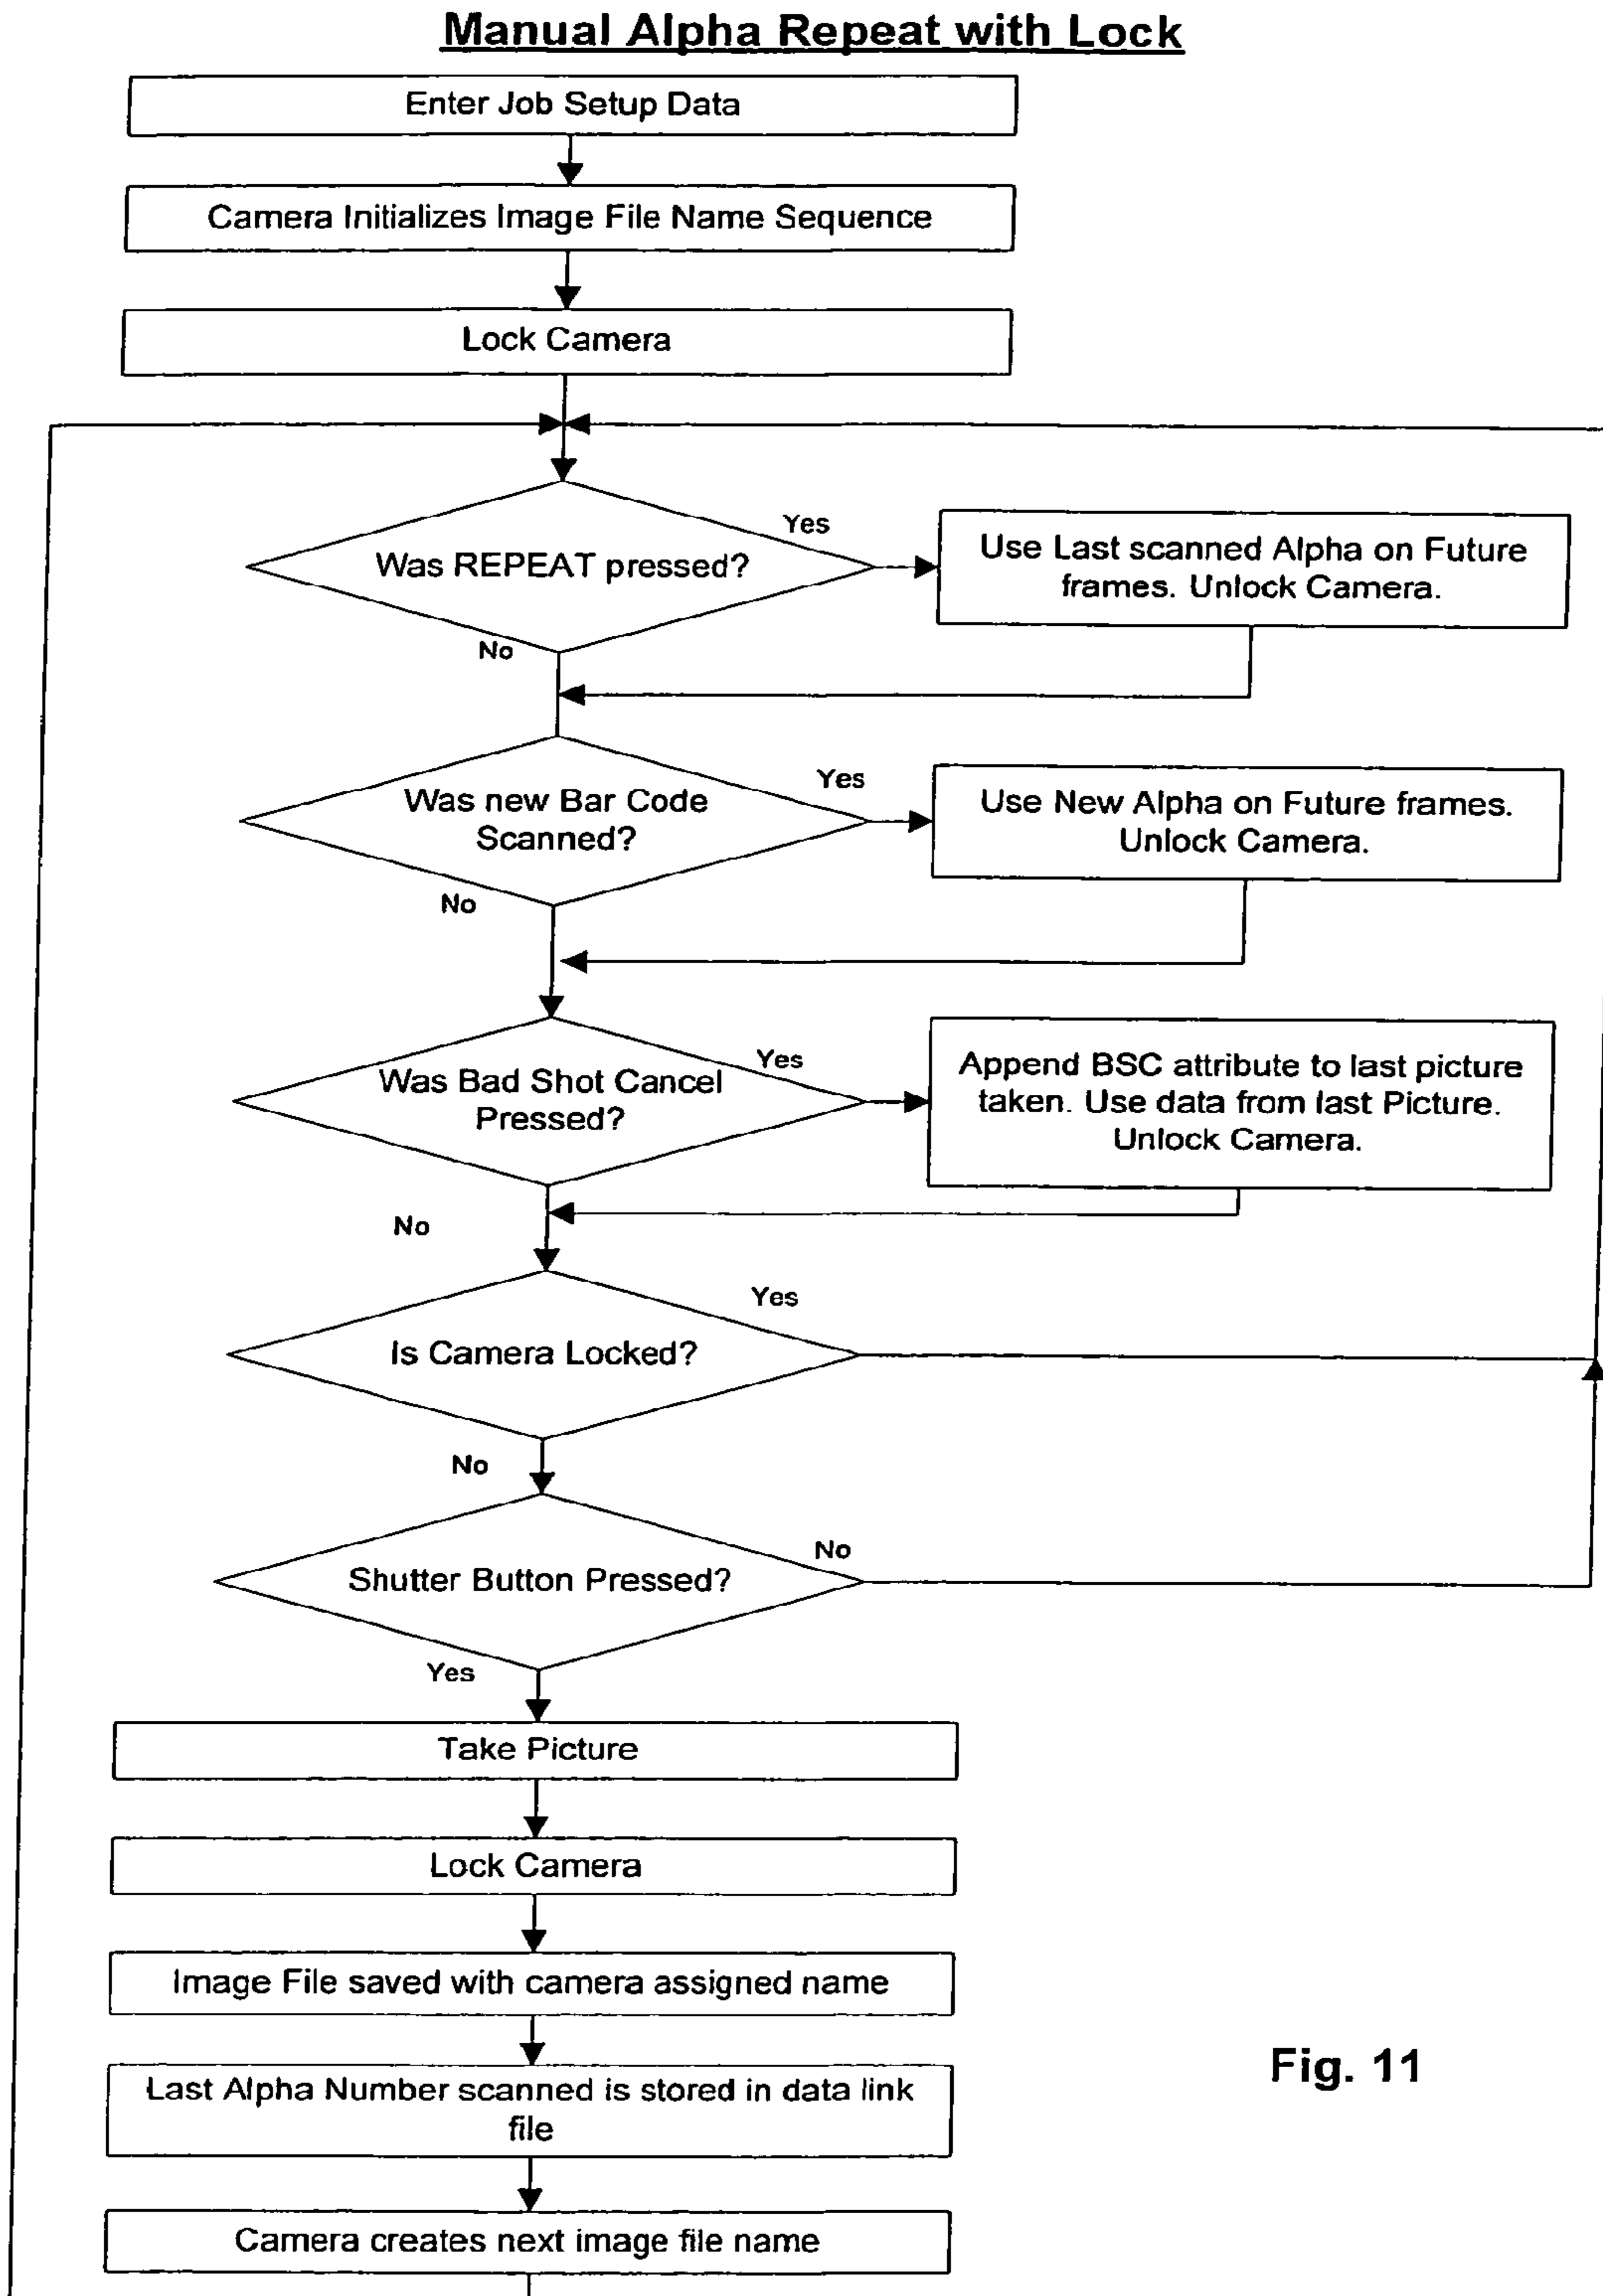 Manual Alpha Repeat with Lock
Enter Job Setup Data
Camera Initializes Image File Name Sequence
Lock Camera
Was REPEAT pressed?
Yes
Use Last scanned Alpha on Future
frames. Unlock Camera.
No
Was new Bar Code
Scanned?
Yes
Use New Alpha on Future frames.
Unlock Camera.
No
Was Bad Shot Cancel
Pressed?
Yes
Append BSC attribute to last picture
taken. Use data from last Picture.
Unlock Camera.
No
Is Camera Locked?
Yes
No
Shutter Button Pressed?
No
Yes
Take Picture
Lock Camera
Image File saved with camera assigned name
Last Alpha Number scanned is stored in data link
file
Camera creates next image file name
Fig. 11